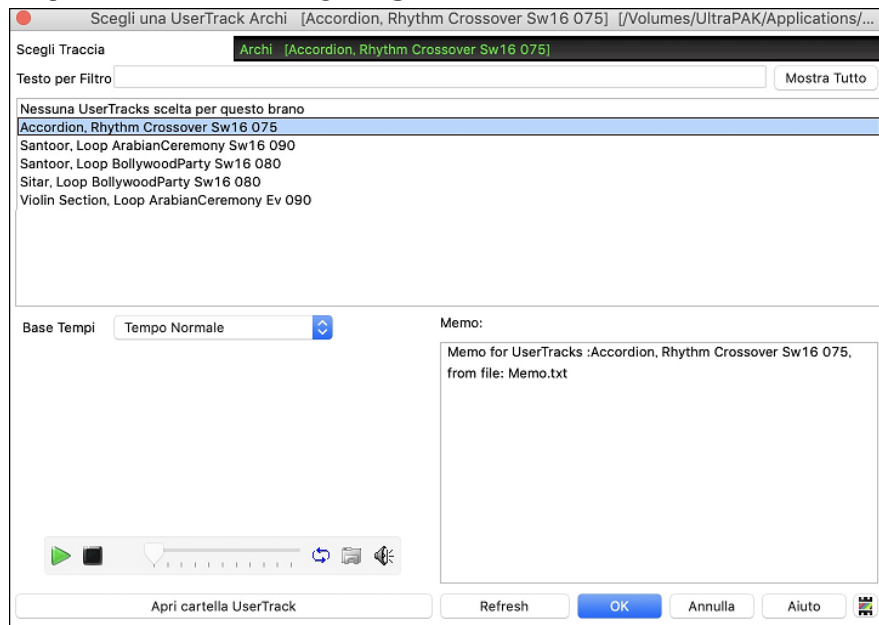 Scegli una UserTrack Archi [Accordion, Rhythm Crossover Sw16 075] [/Volumes/UltraPAK/Applications/...
Scegli Traccia
Archi [Accordion, Rhythm Crossover Sw16 075]
Testo per Filtro
Mostra Tutto
Nessuna UserTracks scelta per questo brano
Accordion, Rhythm Crossover Sw16 075
Santoor, Loop ArabianCeremony Sw16 090
Santoor, Loop BollywoodParty Sw16 080
Sitar, Loop BollywoodParty Sw16 080
Violin Section, Loop ArabianCeremony Ev 090
Base Tempi
Tempo Normale
Memo:
Memo for UserTracks :Accordion, Rhythm Crossover Sw16 075,
from file: Memo.txt
Apri cartella UserTrack
Refresh
OK
Annulla
Aiuto